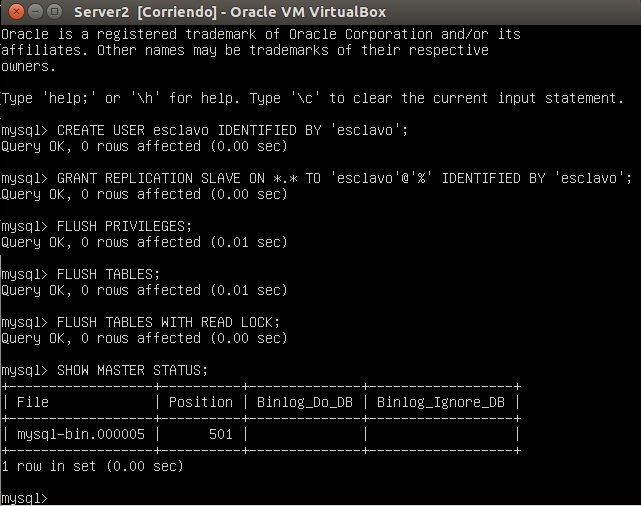 Server2 [Corriendo] - Oracle VM VirtualBox
Oracle is a registered trademark of Oracle Corporation and/or its
affiliates. Other names may be trademarks of their respective
owners.
Type 'help;' or '\h' for help. Type '\c' to clear the current input statement.
mysql> CREATE USER esclavo IDENTIFIED BY 'esclavo';
Query OK, 0 rows affected (0.00 sec)
mysql> GRANT REPLICATION SLAVE ON *.* TO 'esclavo'@'%' IDENTIFIED BY 'esclavo';
Query OK, 0 rows affected (0.00 sec)
mysql> FLUSH PRIVILEGES;
Query OK, 0 rows affected (0.01 sec)
mysql> FLUSH TABLES;
Query OK, 0 rows affected (0.01 sec)
mysql> FLUSH TABLES WITH READ LOCK;
Query OK, 0 rows affected (0.00 sec)
mysql> SHOW MASTER STATUS;
+------------------+----------+--------------+------------------+
| File             | Position | Binlog_Do_DB | Binlog_Ignore_DB |
+------------------+----------+--------------+------------------+
| mysql-bin.000005 |      501 |              |                  |
+------------------+----------+--------------+------------------+
1 row in set (0.00 sec)
mysql>